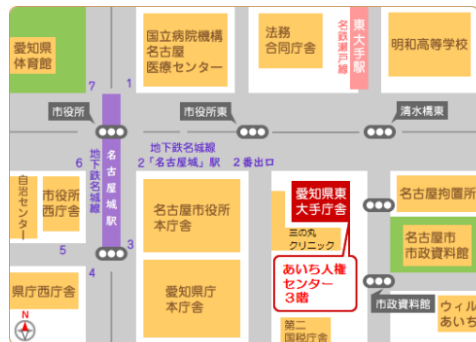 愛知県
体育館
国立病院機構
名古屋
医療センター
法務
合同庁舎
東大手駅
名鉄瀬戸線
明和高等学校
7
1
市役所
市役所東
清水橋東
地下鉄名城線
名古屋城駅
地下鉄名城線
2「名古屋城」駅 2番出口
6
自治センター
市役所
西庁舎
名古屋市役所
本庁舎
愛知県東
大手庁舎
三の丸
クリニック
名古屋拘置所
名古屋市
市政資料館
5
3
4
あいち人権
センター
3階
県庁西庁舎
愛知県庁
本庁舎
市政資料館
ウィル
あいち
第二
国税庁舎
N